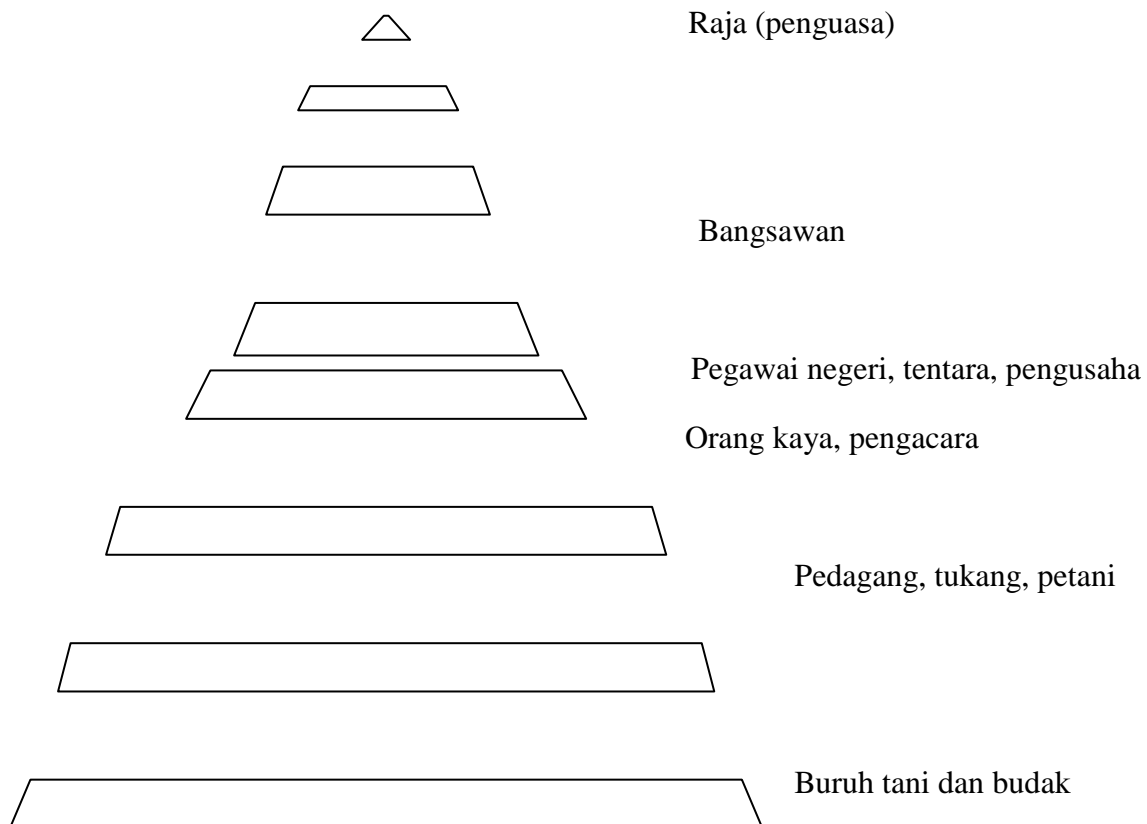 Raja (penguasa)
Bangsawan
Pegawai negeri, tentara, pengusaha
Orang kaya, pengacara
Pedagang, tukang, petani
Buruh tani dan budak